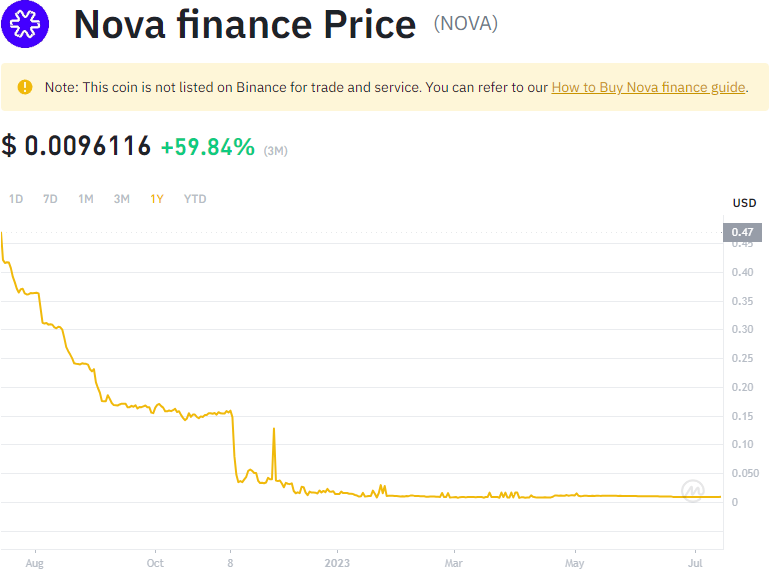 Nova finance Price (NOVA)
Note: This coin is not listed on Binance for trade and service. You can refer to our How to Buy Nova finance guide.
$ 0.0096116 +59.84% (3M)
1D 7D 1M 3M 1Y YTD
USD
0.47
0.45
0.40
0.35
0.30
0.25
0.20
0.15
0.10
0.050
0
Aug Oct 8 2023 Mar May Jul